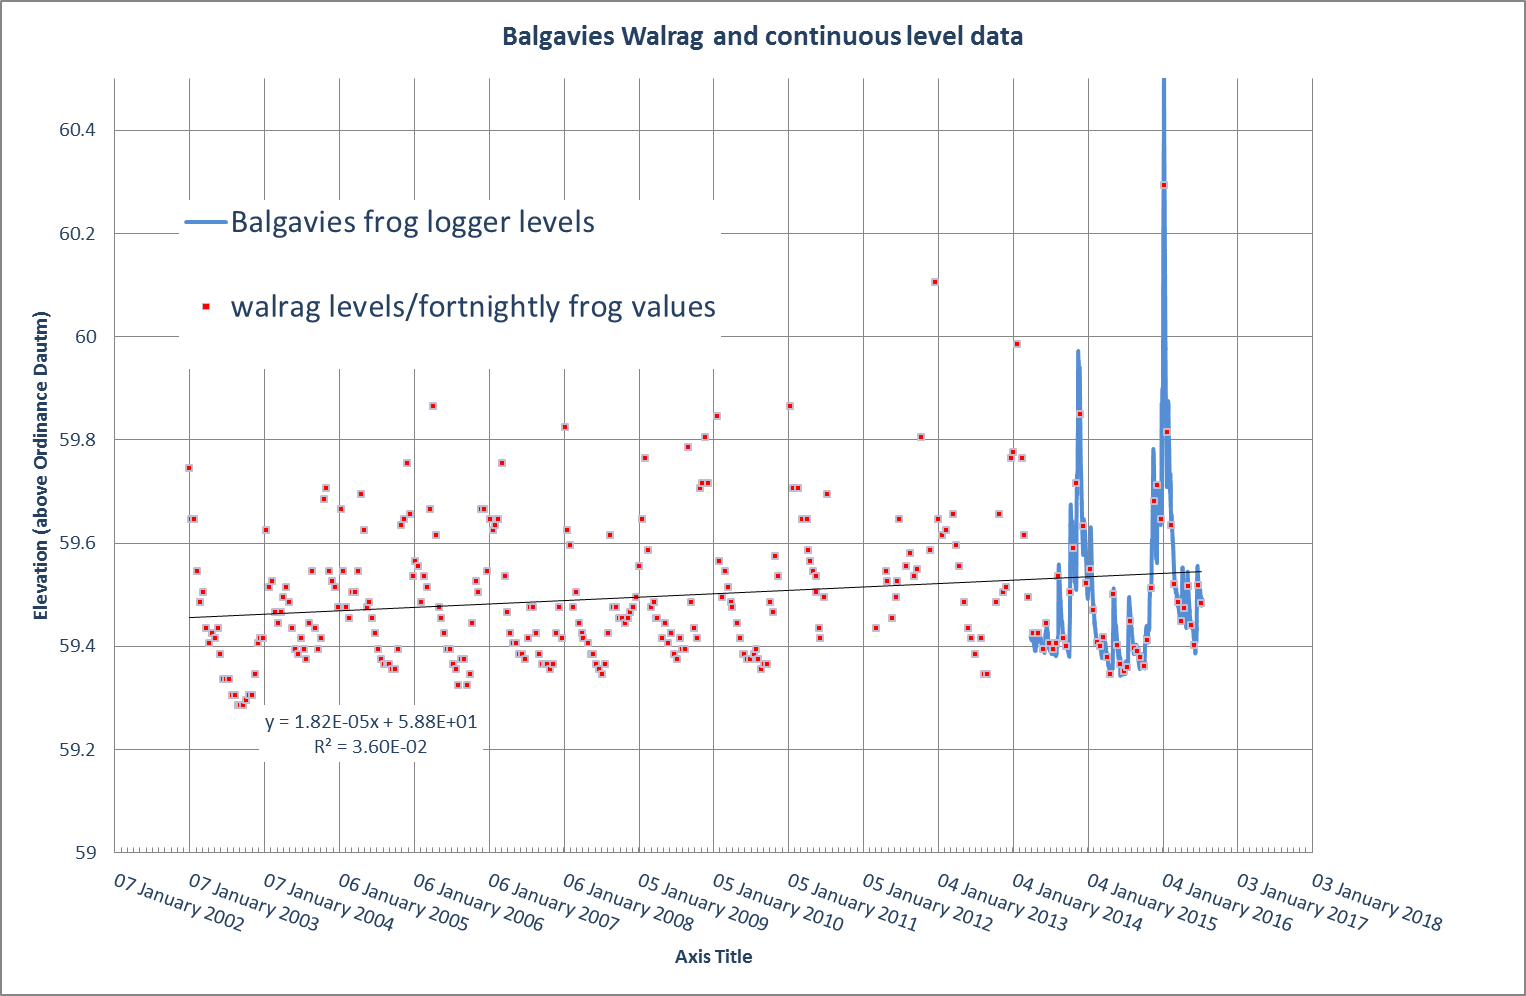 Balgavies Walrag and continuous level data
60.4
60.2
60
59.8
59.6
59.4
59.2
59
Elevation (above Ordinance Dautm)
Balgavies frog logger levels
walrag levels/fortnightly frog values
y = 1.82E-05x + 5.88E+01
R² = 3.60E-02
07 January 2002
07 January 2003
07 January 2004
06 January 2005
06 January 2006
06 January 2007
06 January 2008
05 January 2009
05 January 2010
05 January 2011
05 January 2012
04 January 2013
04 January 2014
04 January 2015
04 January 2016
03 January 2017
03 January 2018
Axis Title